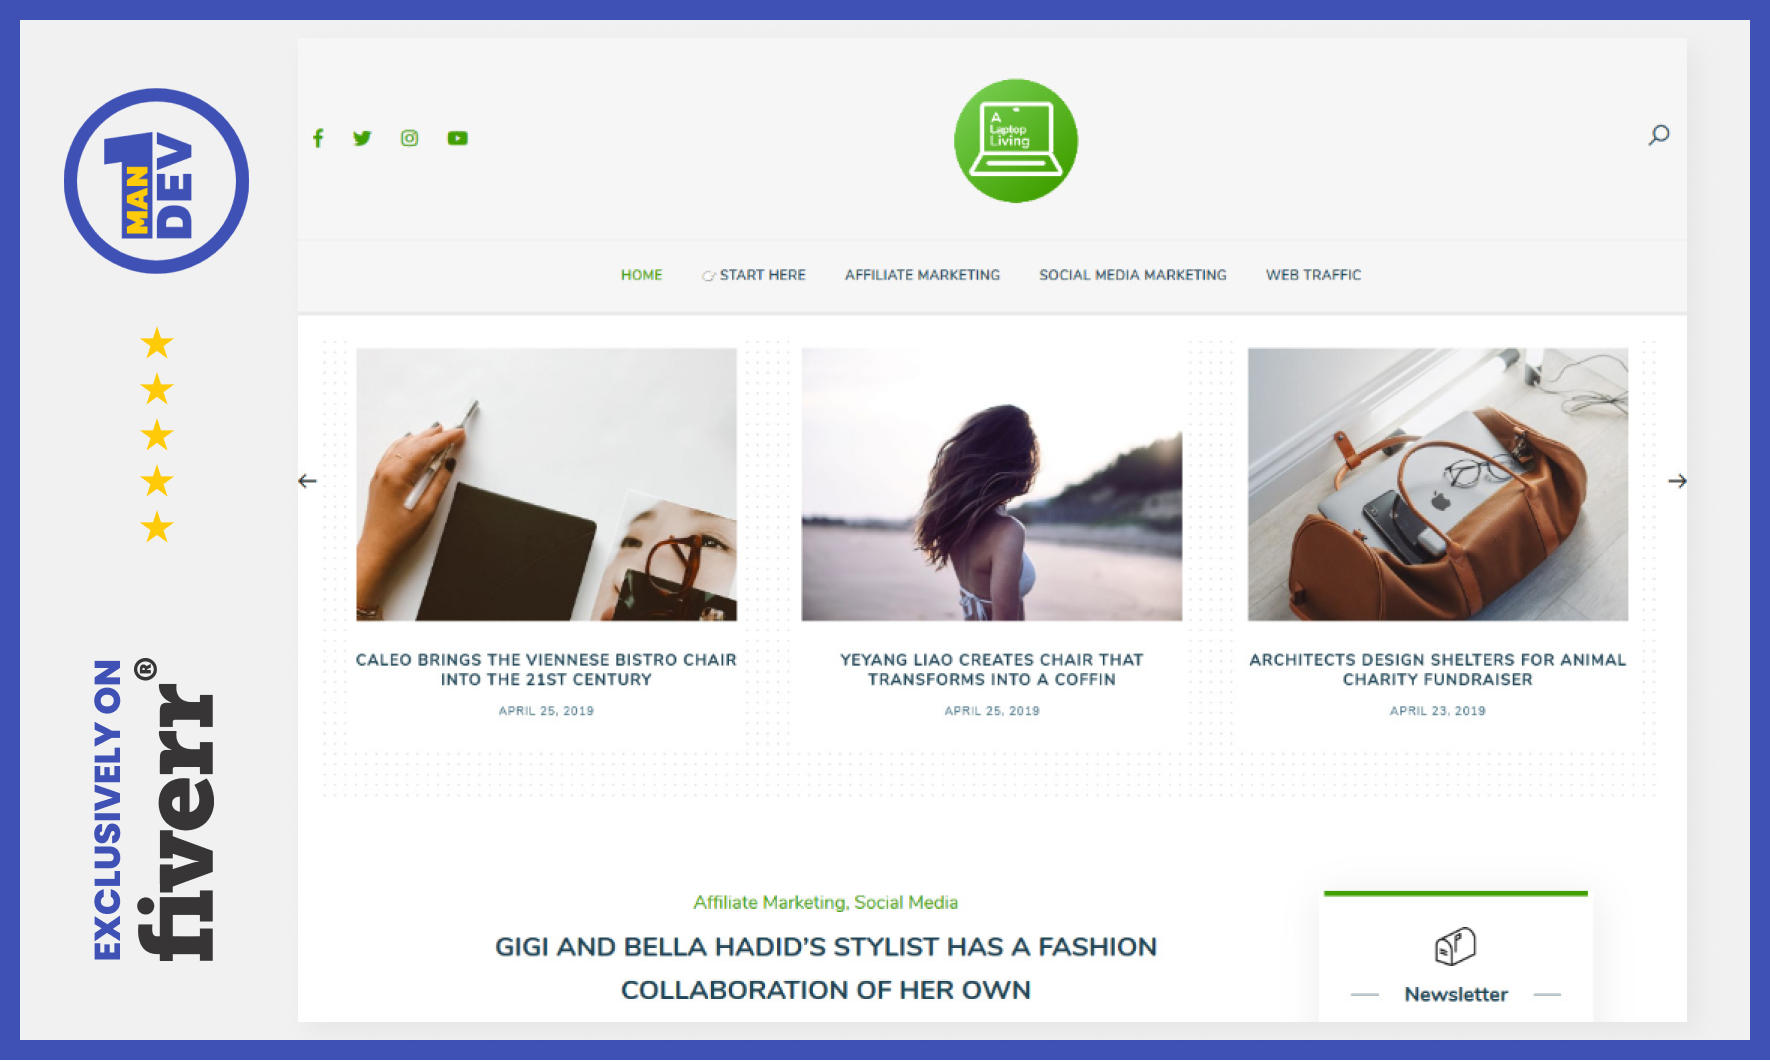 1
MAN
DEV
EXCLUSIVELY ON
fiverr®
A
Laptop
Living
HOME START HERE AFFILIATE MARKETING SOCIAL MEDIA MARKETING WEB TRAFFIC
CALEO BRINGS THE VIENNESE BISTRO CHAIR
INTO THE 21ST CENTURY
APRIL 25, 2019
YEYANG LIAO CREATES CHAIR THAT
TRANSFORMS INTO A COFFIN
APRIL 25, 2019
ARCHITECTS DESIGN SHELTERS FOR ANIMAL
CHARITY FUNDRAISER
APRIL 23, 2019
Affiliate Marketing, Social Media
GIGI AND BELLA HADID’S STYLIST HAS A FASHION
COLLABORATION OF HER OWN
Newsletter